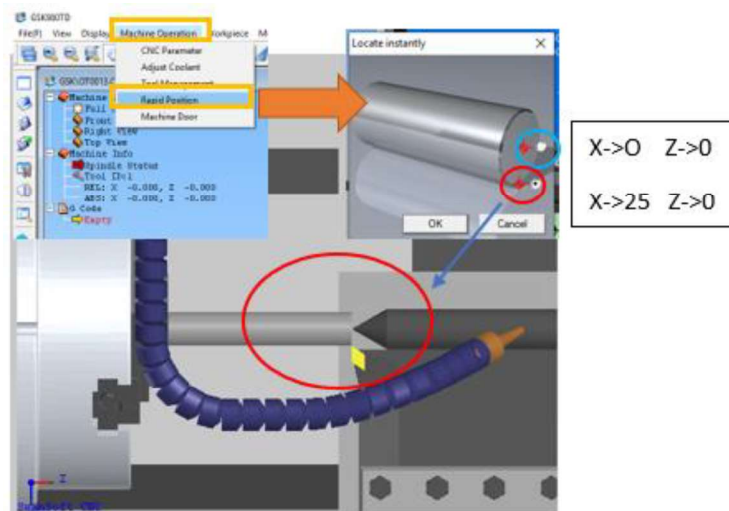 GSK980TD
File(F) View Display Machine Operation Workpiece M
CNC Parameter
Adjust Coolant
Tool Management
Rapid Position
Machine Door
Machine
Front
Right View
Top View
Machine Info
Spindle Status
REL: X -0.000, Z -0.000
ABS: X -0.000, Z -0.000
G Code
Empty
Locate instantly
OK Cancel
X->O Z->0
X->25 Z->0
Z